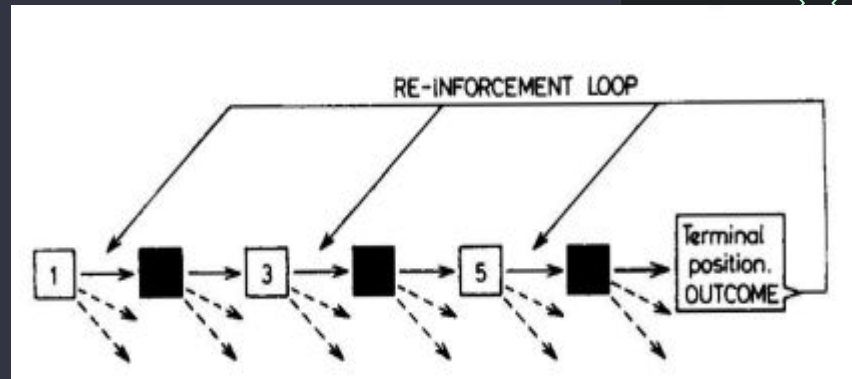 RE-INFORCEMENT LOOP
1
3
5
Terminal
position.
OUTCOME